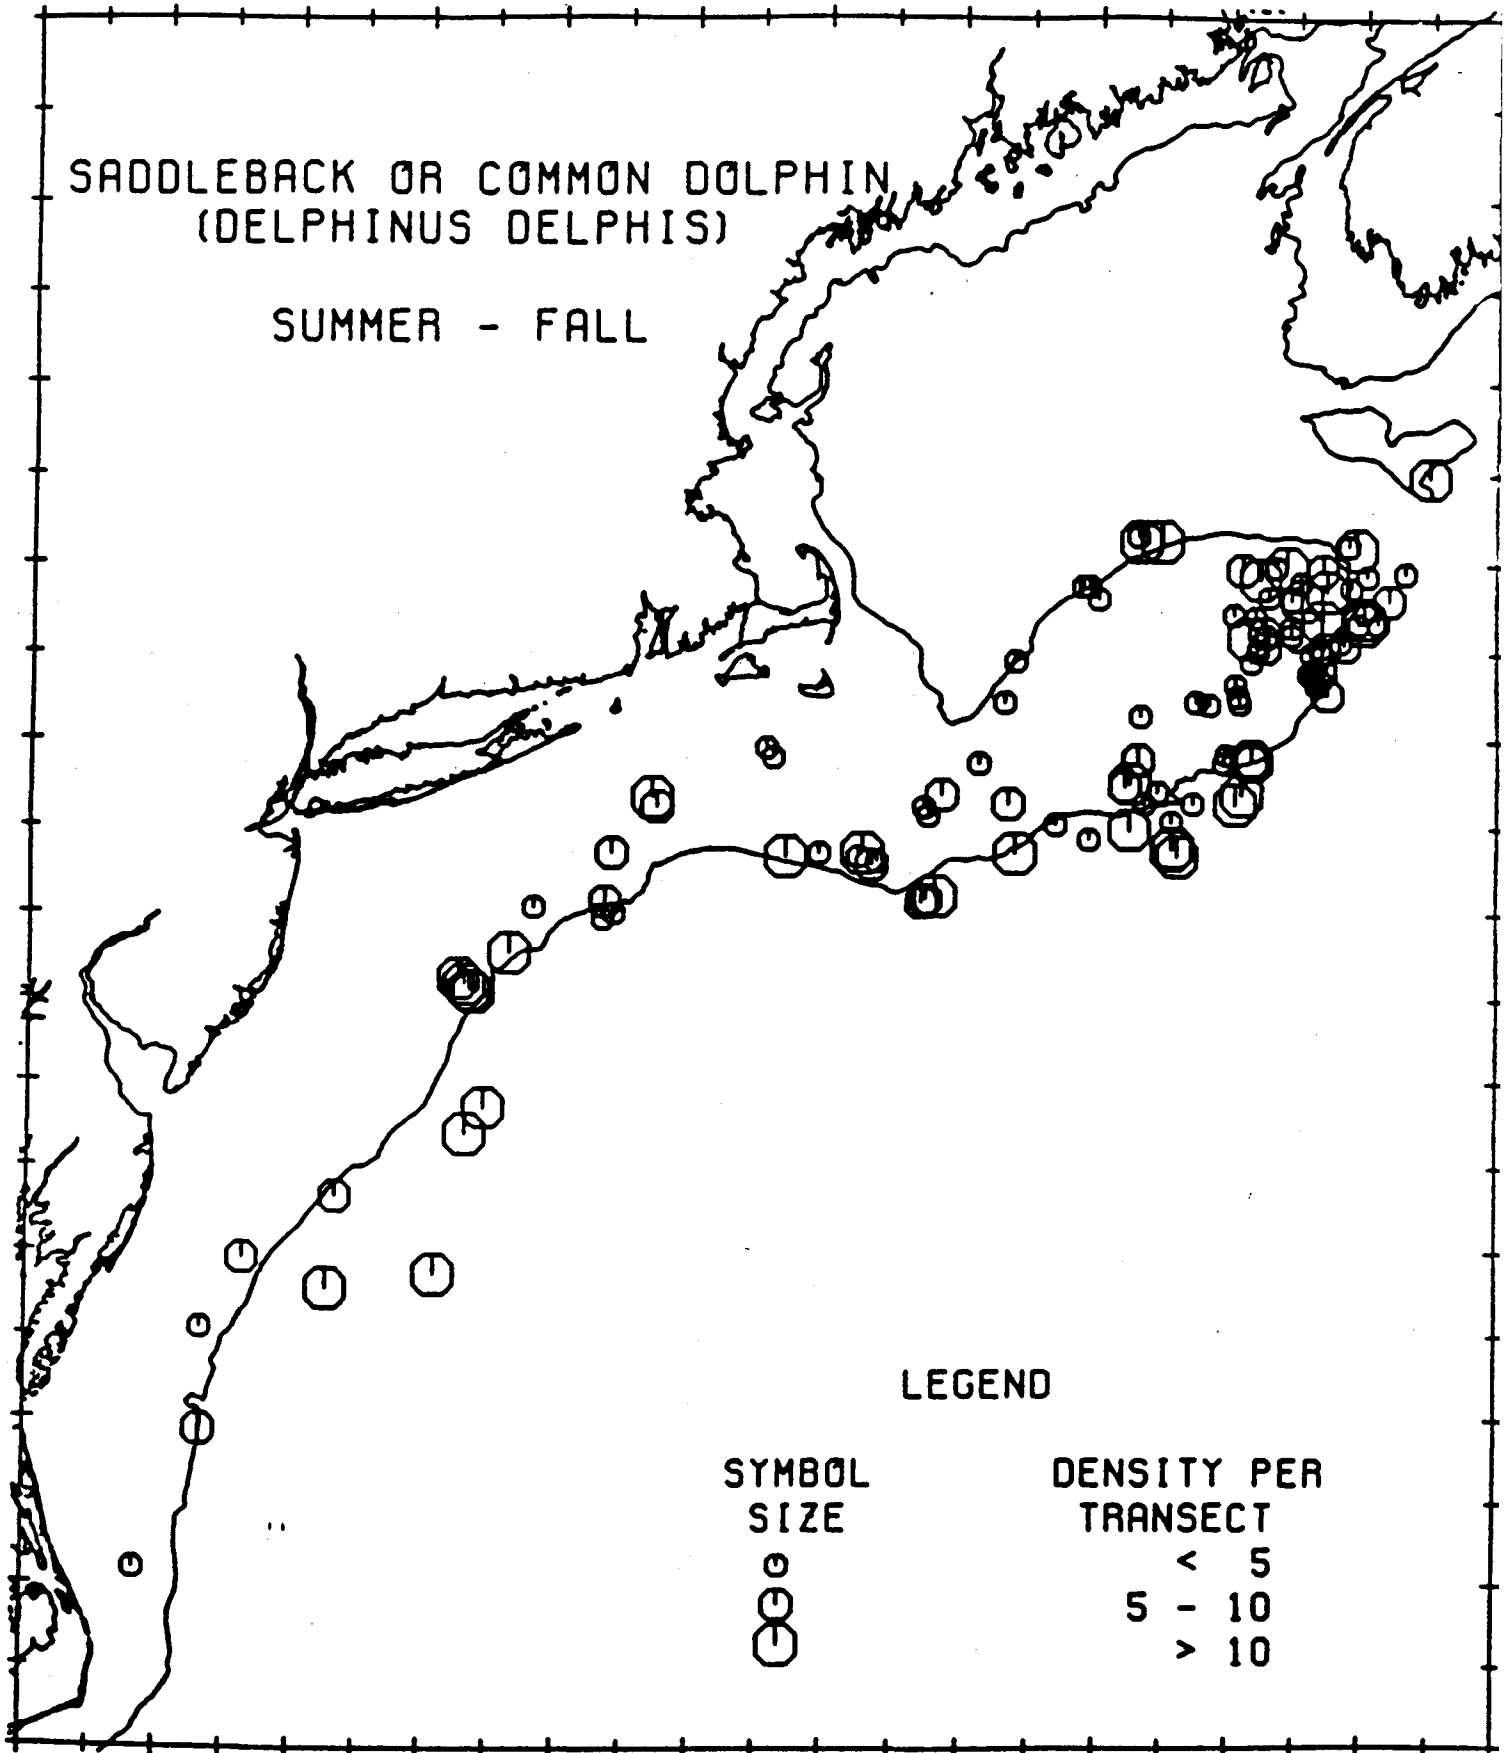 SADDLEBACK OR COMMON DOLPHIN
(DELPHINUS DELPHIS)
SUMMER - FALL
LEGEND
SYMBOL SIZE
DENSITY PER TRANSECT
< 5
5 - 10
> 10